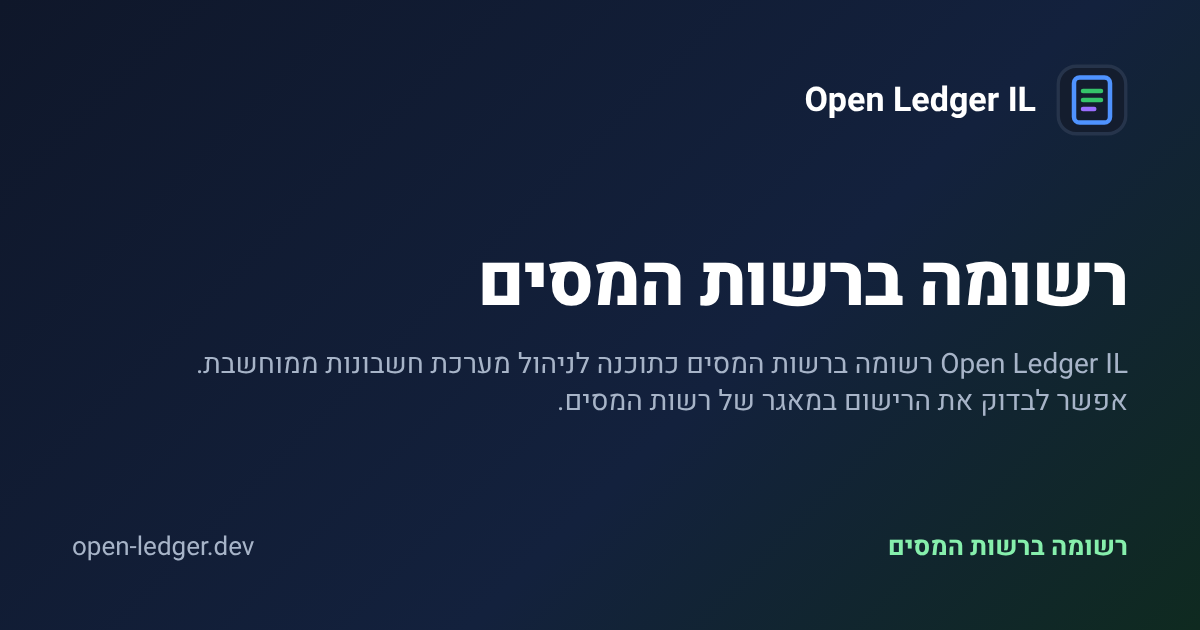 Open Ledger IL
רשומה ברשות המסים
Open Ledger IL רשומה ברשות המסים כתוכנה לניהול מערכת חשבונות ממוחשבת.
אפשר לבדוק את הרישום במאגר של רשות המסים.
רשומה ברשות המסים
open-ledger.dev